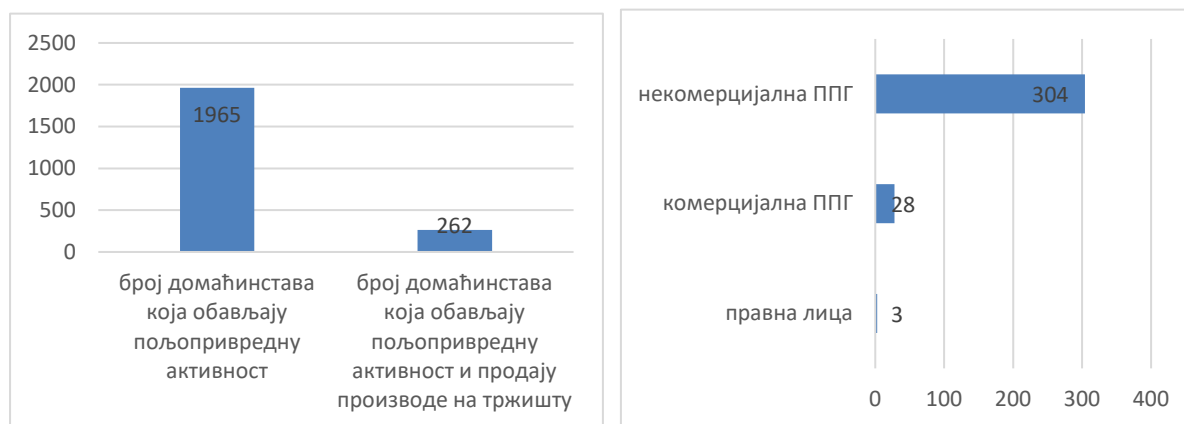 2500
2000
1500
1000
500
0
1965
262
број домаћинстава
која обављају
пољопривредну
активност
број домаћинстава
која обављају
пољопривредну
активност и продају
производе на тржишту
некомерцијална ППГ
304
комерцијална ППГ
28
правна лица
3
0 100 200 300 400